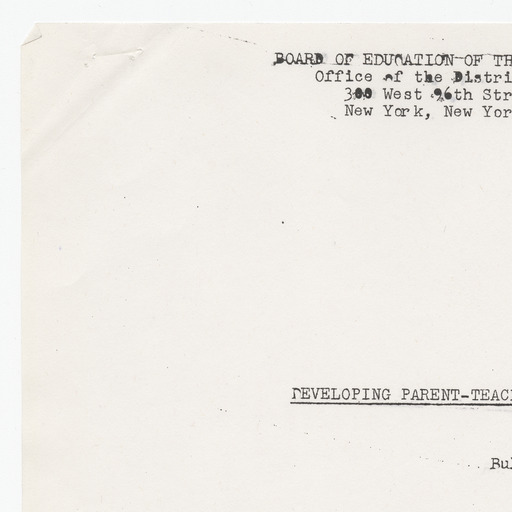 BOARD OF EDUCATION OF TH
Office of the Distri
300 West 96th Str
New York, New Yor
DEVELOPING PARENT-TEAC
Bul